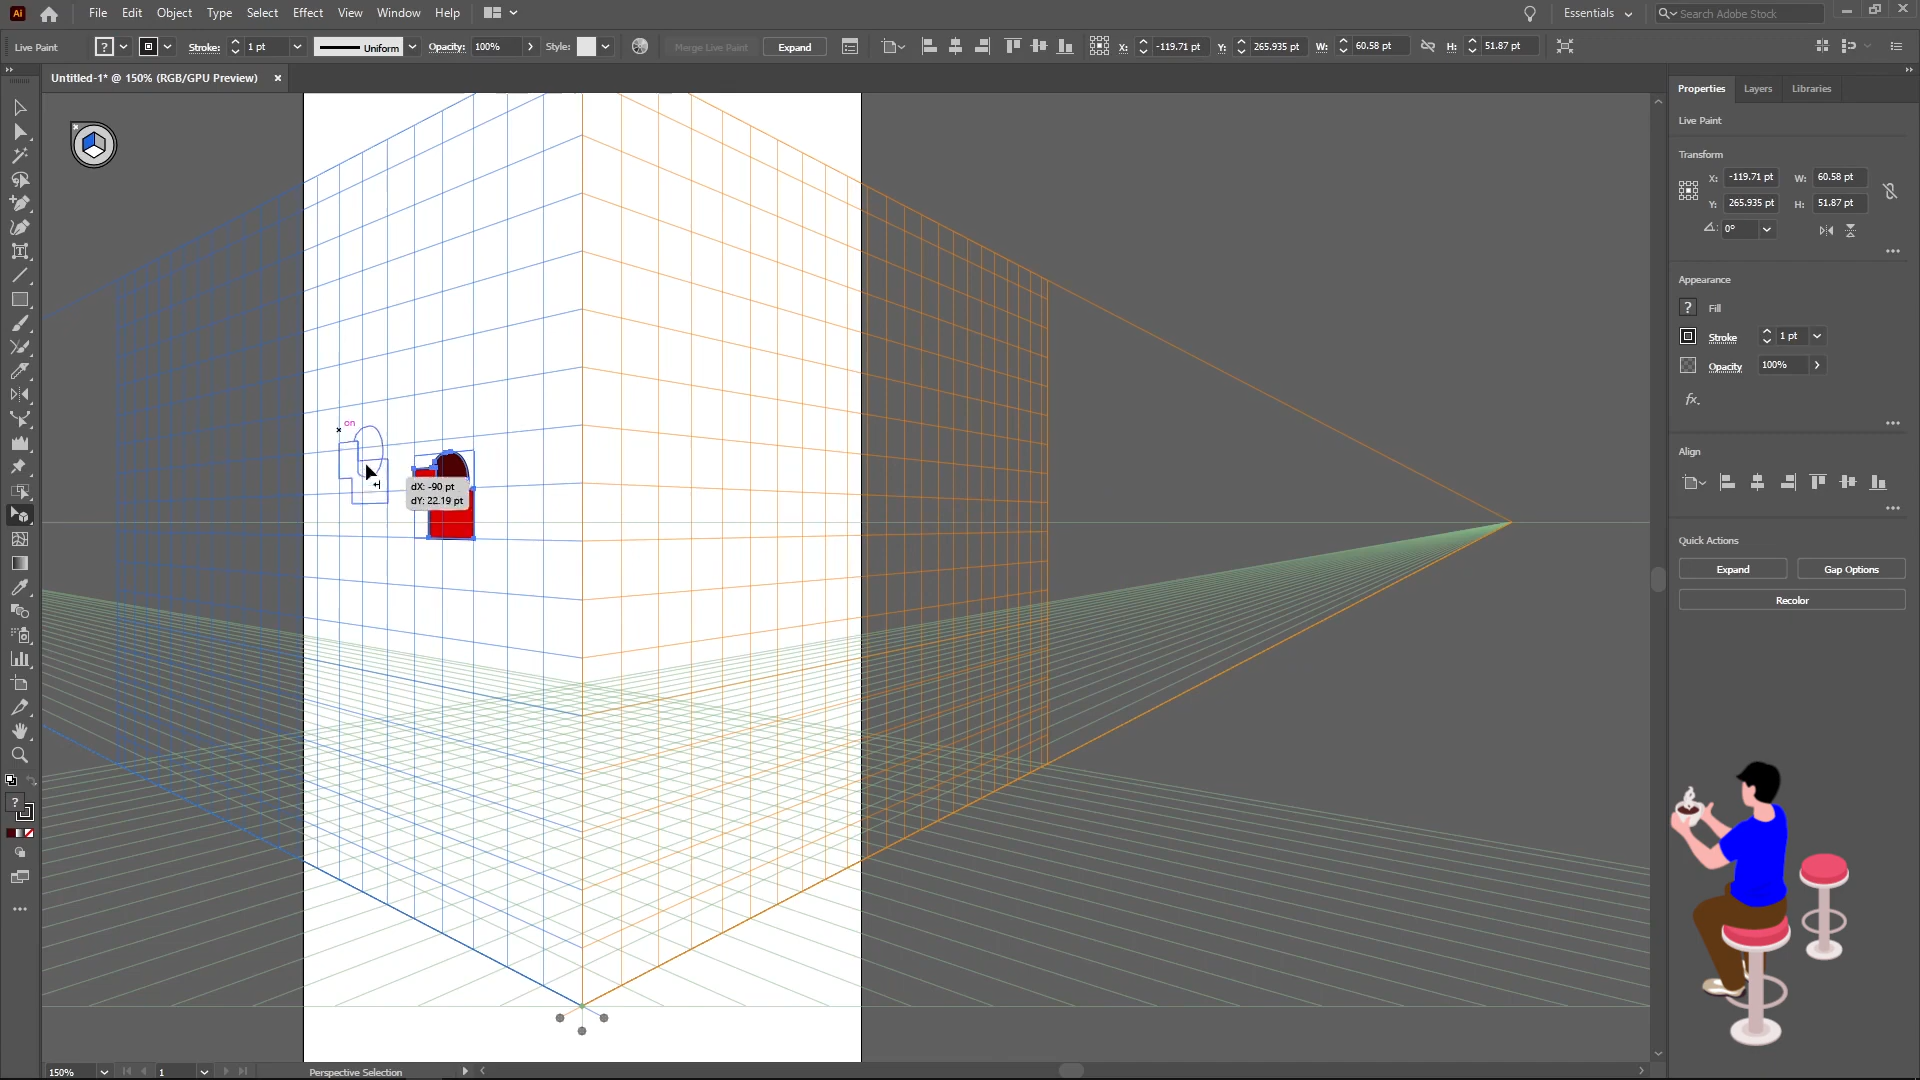 Ai File Edit Object Type Select Effect View Window Help Essentials Search Adobe Stock
Live Paint ? Stroke: 1 pt Uniform Opacity: 100% Style: Merge Live Paint Expand X: -119.71 pt Y: 265.935 pt W: 60.58 pt H: 51.87 pt
Untitled-1* @ 150% (RGB/GPU Preview) ×
Properties Layers Libraries
Live Paint
Transform
X: -119.71 pt W: 60.58 pt
Y: 265.935 pt H: 51.87 pt
0°
Appearance
? Fill
Stroke 1 pt
Opacity 100%
fx.
Align
Quick Actions
Expand Gap Options
Recolor
on
dX: -90 pt
dY: 22.19 pt
?
150% 1 Perspective Selection